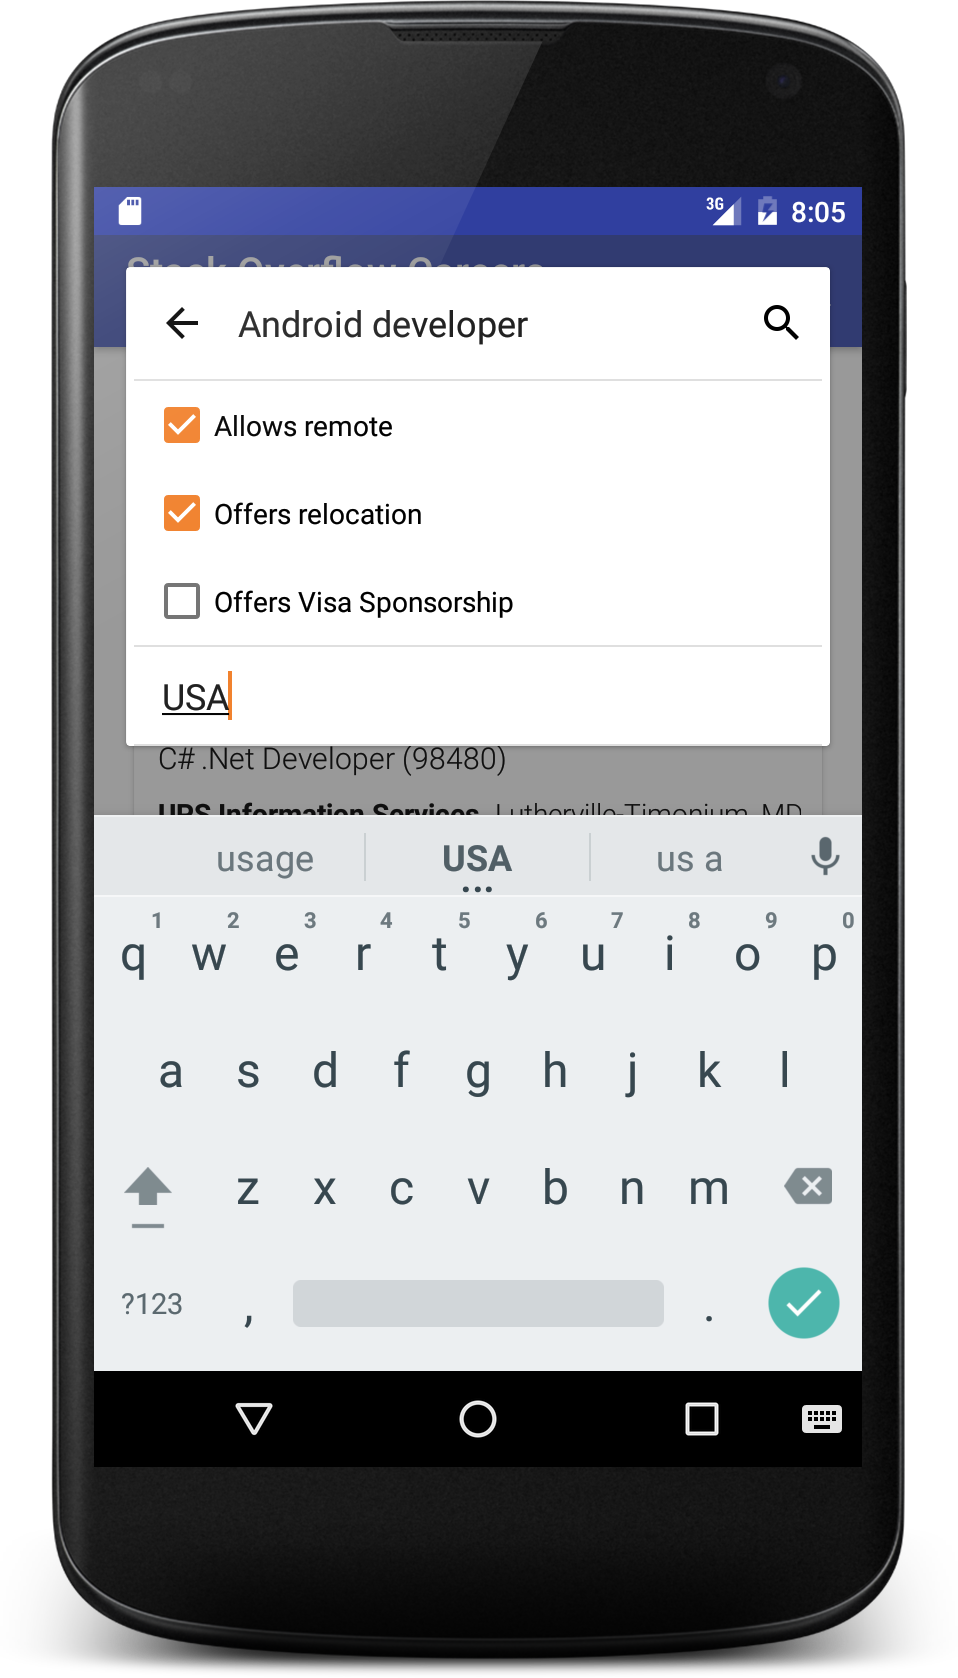 3G 8:05
Stack Overflow Careers
Android developer
Allows remote
Offers relocation
Offers Visa Sponsorship
USA
C# .Net Developer (98480)
UPS Information Services Lutherville-Timonium, MD
usage USA us a
1 2 3 4 5 6 7 8 9 0
q w e r t y u i o p
a s d f g h j k l
z x c v b n m
?123 , .